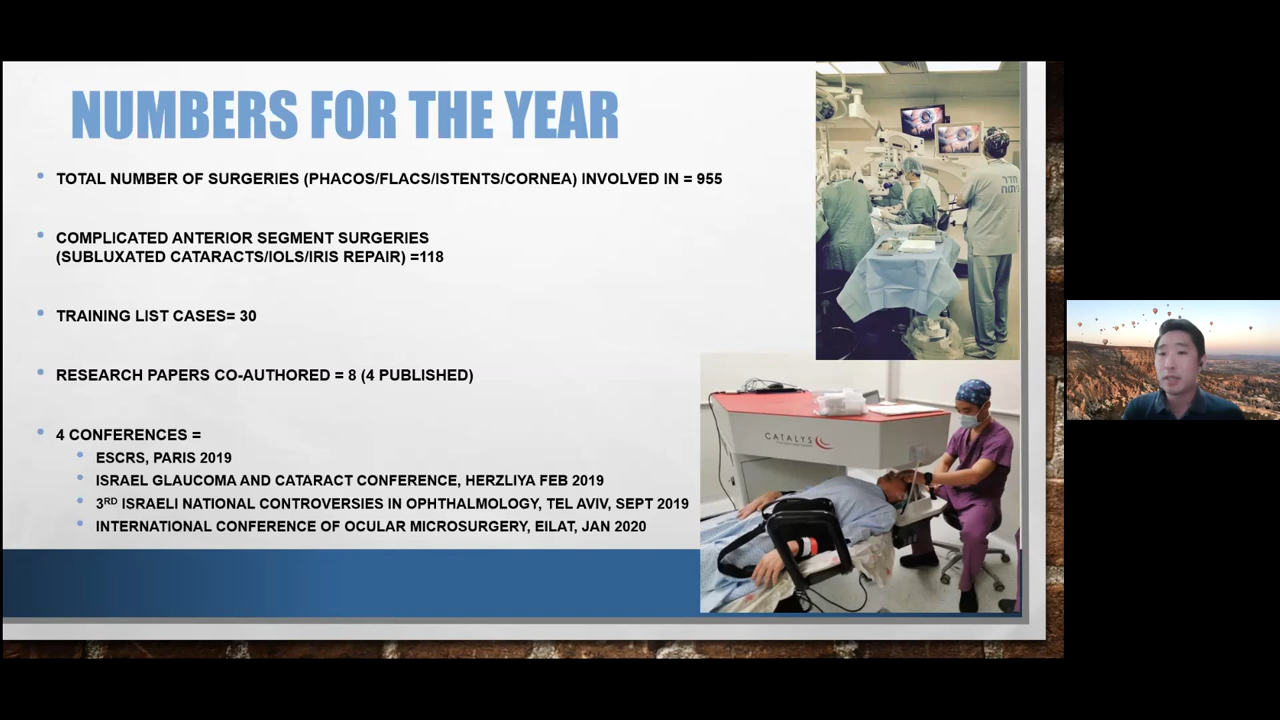 NUMBERS FOR THE YEAR
TOTAL NUMBER OF SURGERIES (PHACOS/FLACS/ISTENTS/CORNEA) INVOLVED IN = 955
COMPLICATED ANTERIOR SEGMENT SURGERIES
(SUBLUXATED CATARACTS/IOLS/IRIS REPAIR) =118
TRAINING LIST CASES= 30
RESEARCH PAPERS CO-AUTHORED = 8 (4 PUBLISHED)
4 CONFERENCES =
ESCRS, PARIS 2019
ISRAEL GLAUCOMA AND CATARACT CONFERENCE, HERZLIYA FEB 2019
3RD ISRAELI NATIONAL CONTROVERSIES IN OPHTHALMOLOGY, TEL AVIV, SEPT 2019
INTERNATIONAL CONFERENCE OF OCULAR MICROSURGERY, EILAT, JAN 2020
חדר
ניתוח
CATALYS